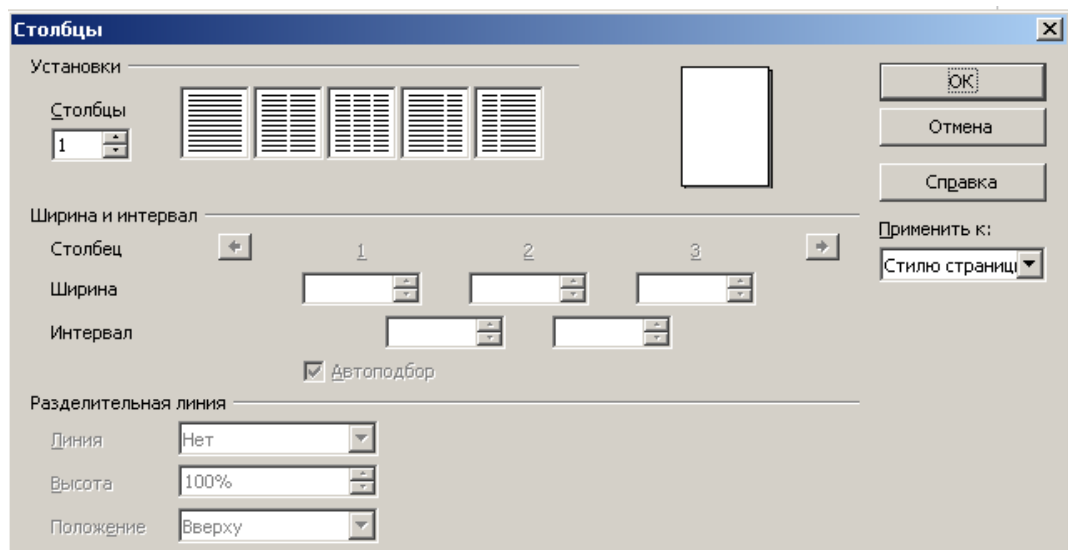 Столбцы
Установки
Столбцы
1
OK
Отмена
Справка
Применить к:
Стилю страниц
Ширина и интервал
Столбец 1 2 3
Ширина
Интервал
Автоподбор
Разделительная линия
Линия Нет
Высота 100%
Положение Вверху